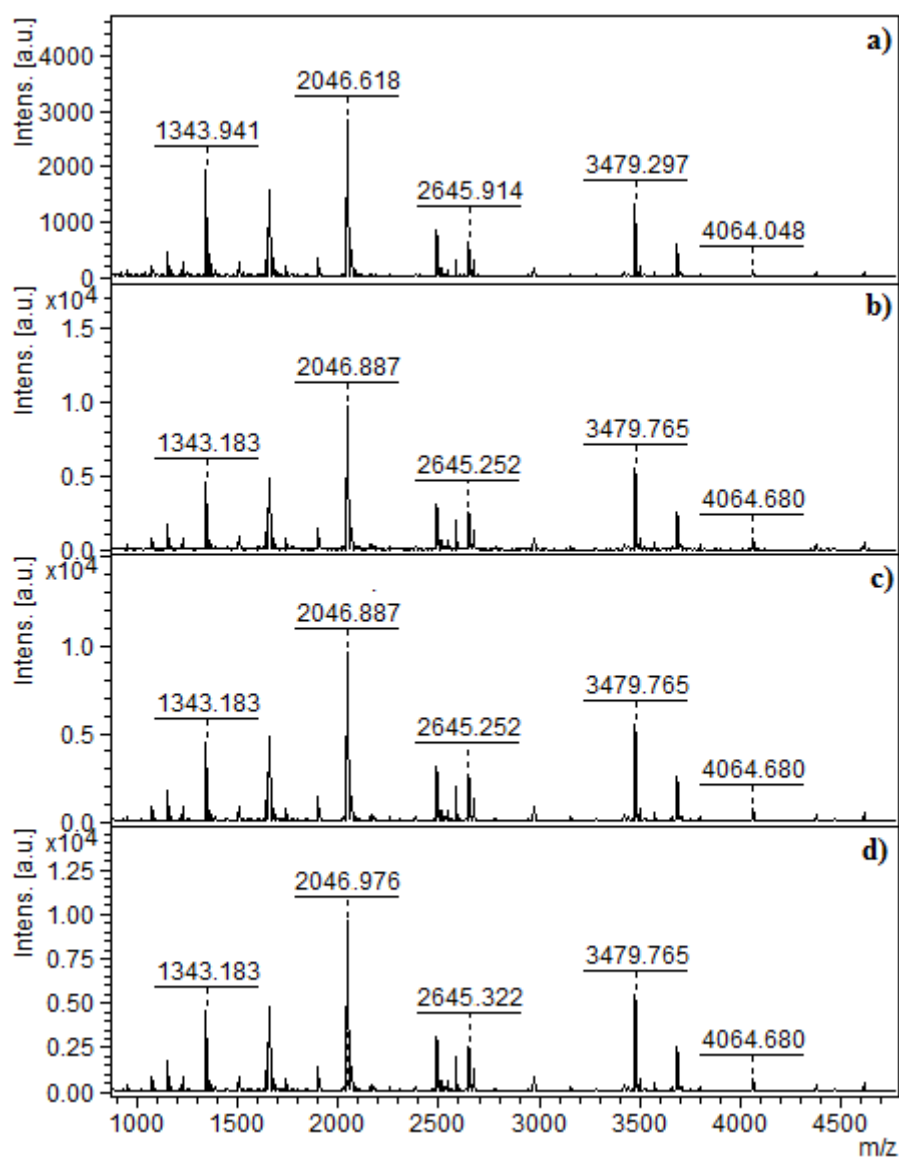 a)
Intens. [a.u.]
4000
3000
2000
1000
0
1343.941
2046.618
2645.914
3479.297
4064.048
b)
Intens. [a.u.]
x10⁴
1.5
1.0
0.5
0.0
1343.183
2046.887
2645.252
3479.765
4064.680
c)
Intens. [a.u.]
x10⁴
1.0
0.5
0.0
1343.183
2046.887
2645.252
3479.765
4064.680
d)
Intens. [a.u.]
x10⁴
1.25
1.00
0.75
0.50
0.25
0.00
1343.183
2046.976
2645.322
3479.765
4064.680
1000 1500 2000 2500 3000 3500 4000 4500
m/z